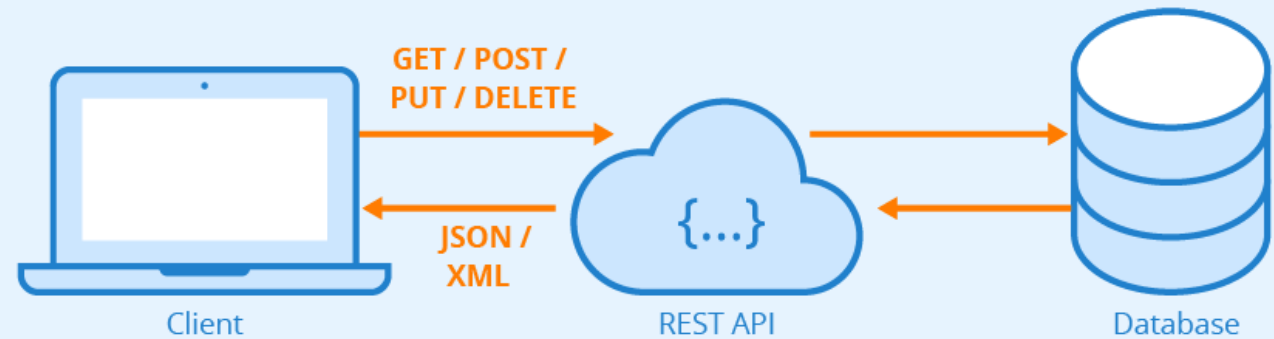 GET / POST /
PUT / DELETE
{...}
JSON /
XML
Client
REST API
Database